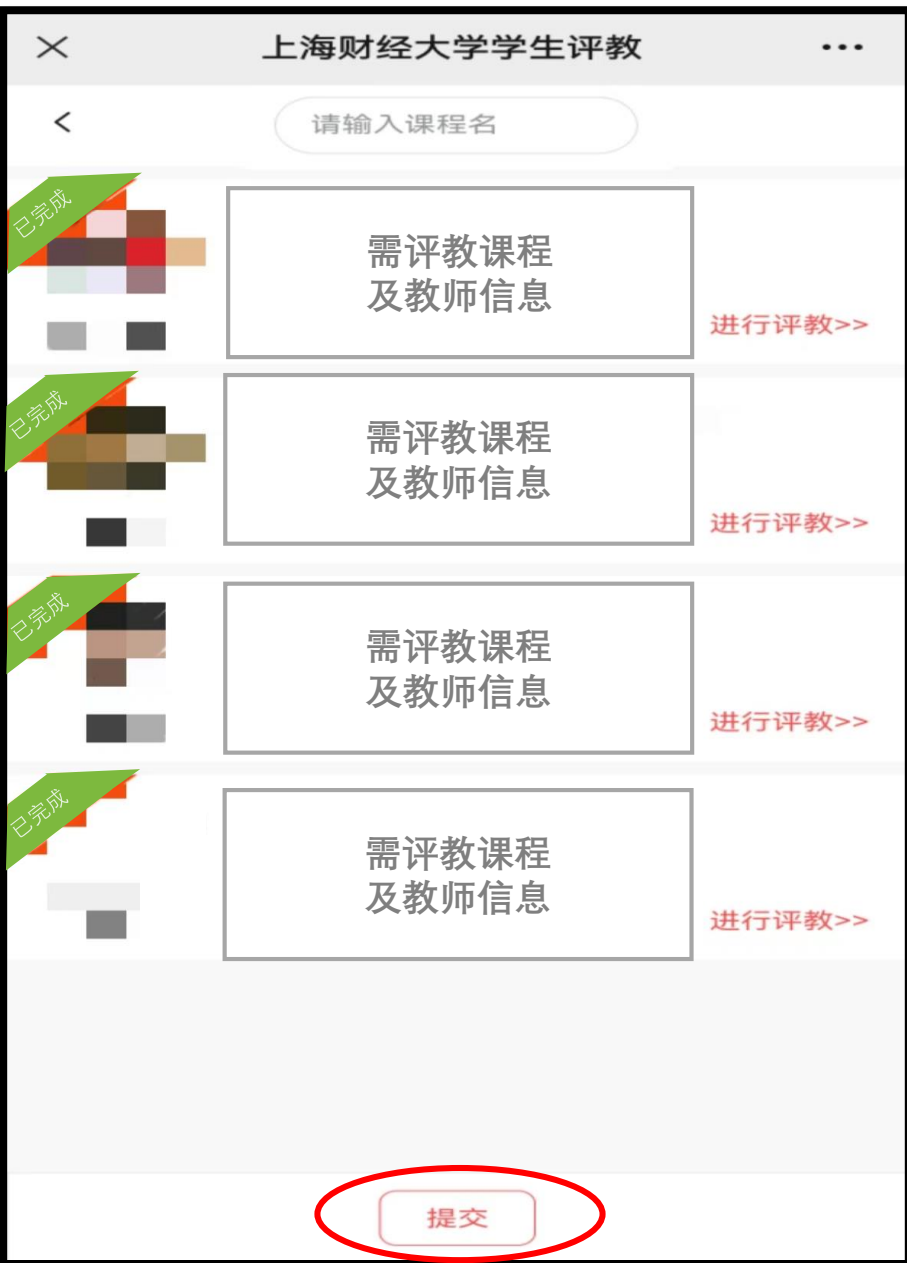 上海财经大学学生评教
请输入课程名
已完成
需评教课程
及教师信息
进行评教>>
已完成
需评教课程
及教师信息
进行评教>>
已完成
需评教课程
及教师信息
进行评教>>
已完成
需评教课程
及教师信息
进行评教>>
提交